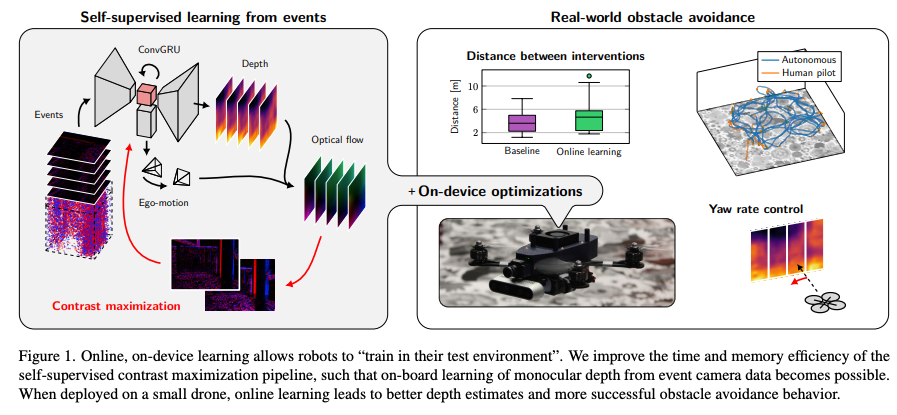 Self-supervised learning from events
Real-world obstacle avoidance
ConvGRU
Depth
Events
Optical flow
Ego-motion
Contrast maximization
+ On-device optimizations
Distance between interventions
Distance [m]
10
6
2
Baseline
Online learning
Autonomous
Human pilot
Yaw rate control
Figure 1. Online, on-device learning allows robots to “train in their test environment”. We improve the time and memory efficiency of the
self-supervised contrast maximization pipeline, such that on-board learning of monocular depth from event camera data becomes possible.
When deployed on a small drone, online learning leads to better depth estimates and more successful obstacle avoidance behavior.